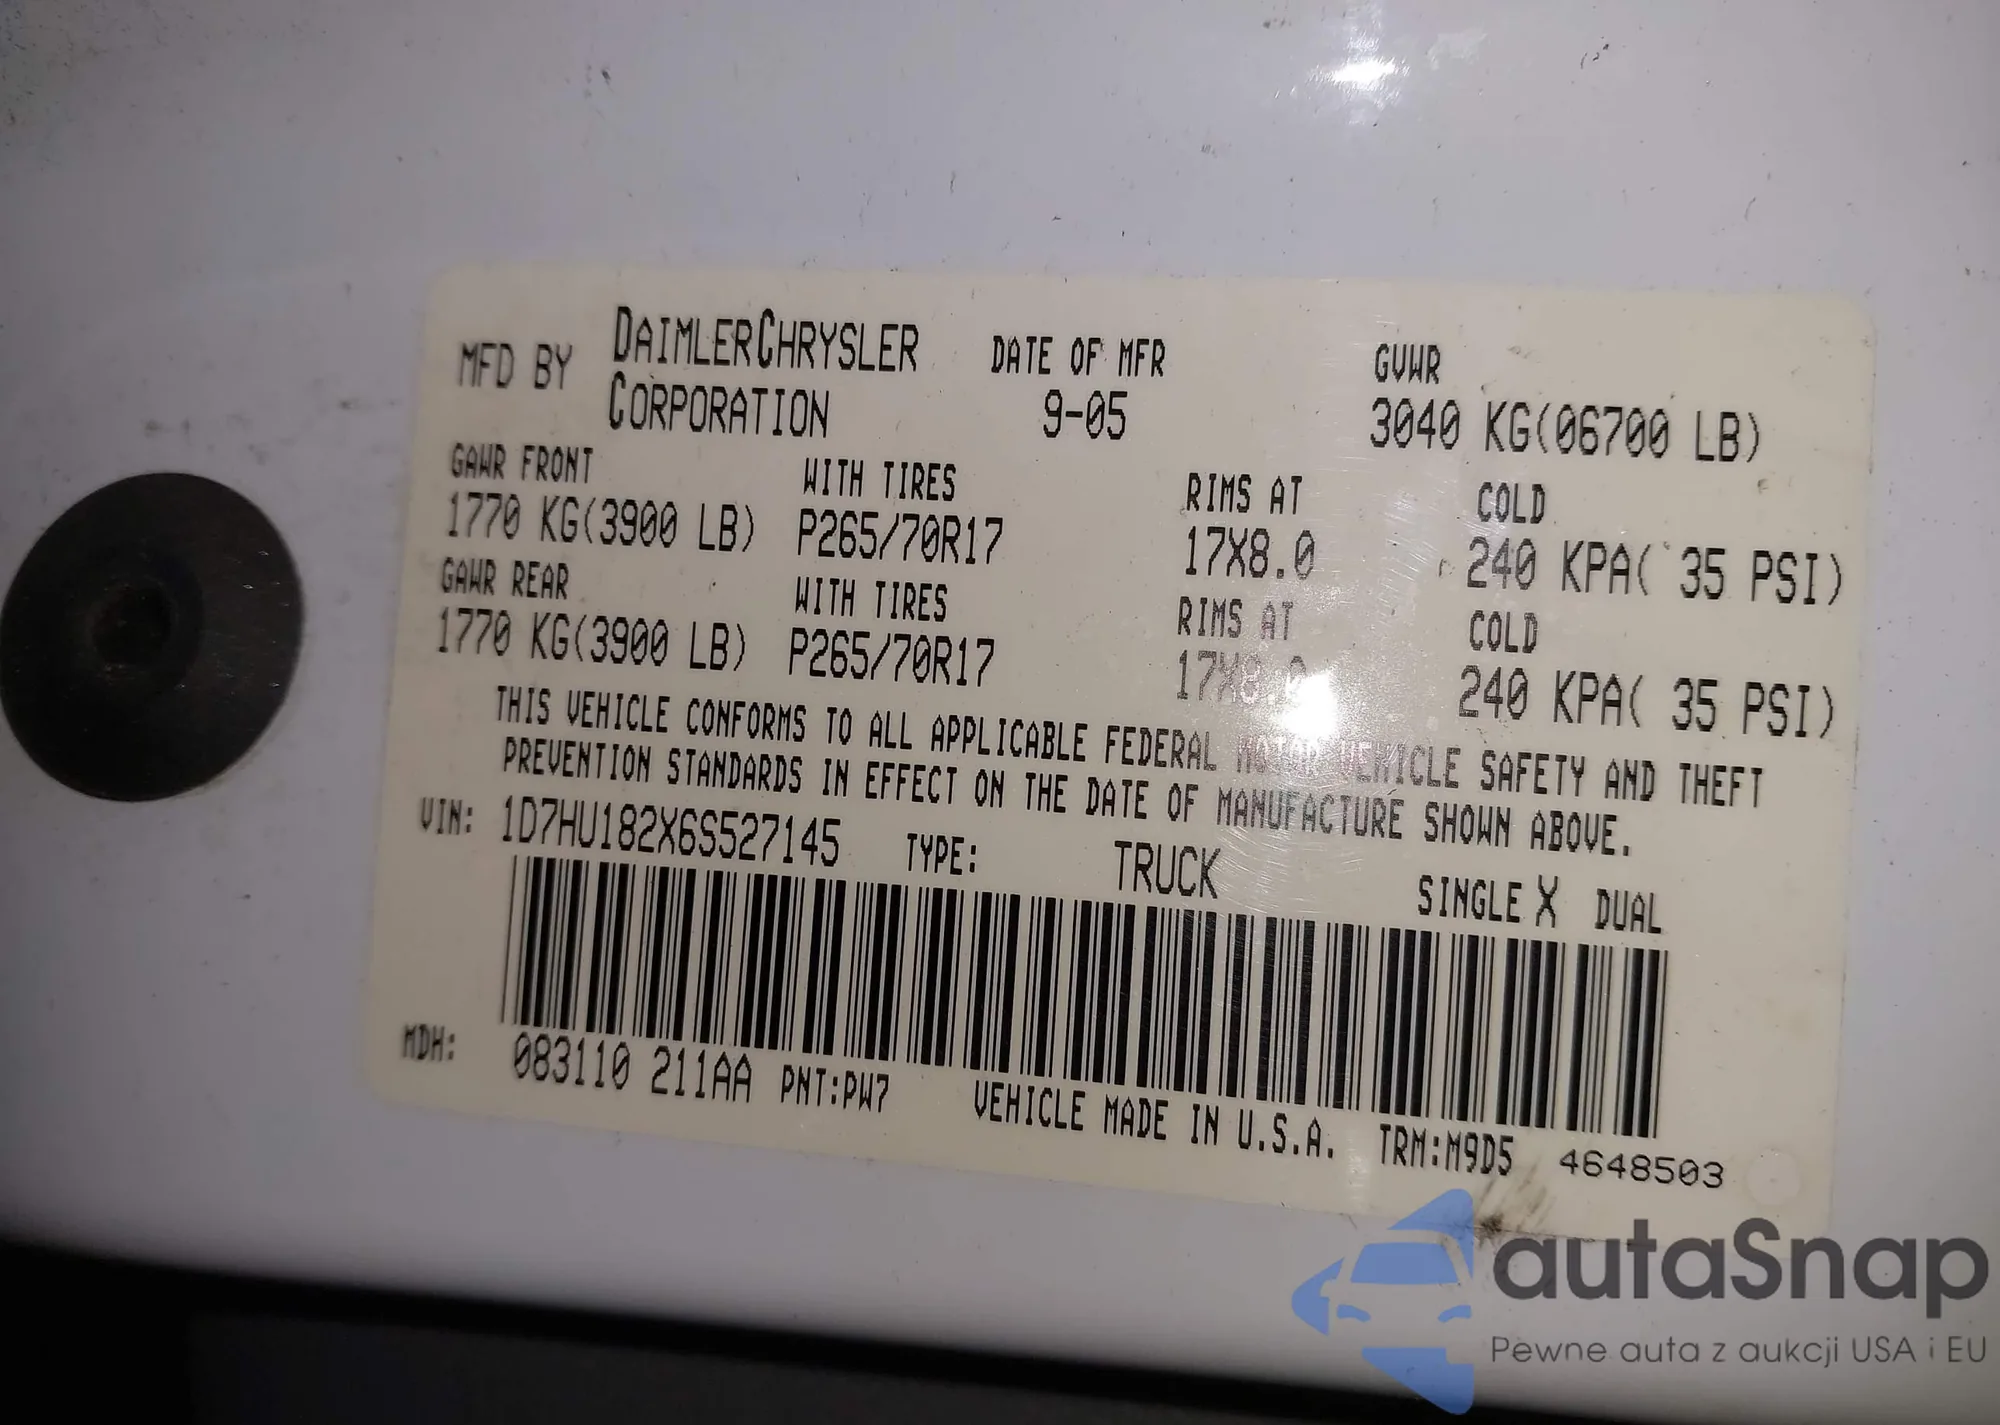 MFD BY DAIMLERCHRYSLER CORPORATION DATE OF MFR 9-05 GVWR 3040 KG(06700 LB)
GAWR FRONT WITH TIRES RIMS AT COLD
1770 KG(3900 LB) P265/70R17 17X8.0 240 KPA( 35 PSI)
GAWR REAR WITH TIRES RIMS AT COLD
1770 KG(3900 LB) P265/70R17 17X8.0 240 KPA( 35 PSI)
THIS VEHICLE CONFORMS TO ALL APPLICABLE FEDERAL MOTOR VEHICLE SAFETY AND THEFT
PREVENTION STANDARDS IN EFFECT ON THE DATE OF MANUFACTURE SHOWN ABOVE.
VIN: 1D7HU182X6S527145 TYPE: TRUCK SINGLE X DUAL
MDH: 083110 211AA PNT:PW7 VEHICLE MADE IN U.S.A. TRM:M9D5 4648503
autaSnap
Pewne auta z aukcji USA i EU